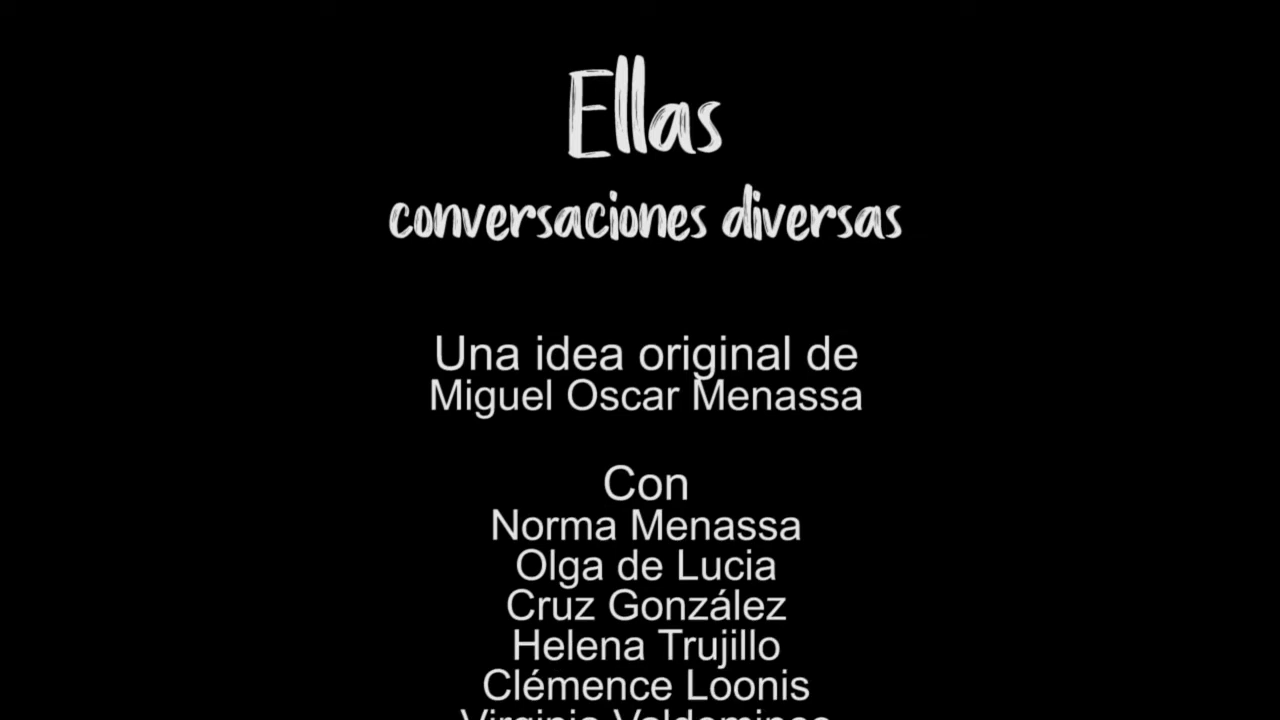 Ellas
conversaciones diversas
Una idea original de
Miguel Oscar Menassa
Con
Norma Menassa
Olga de Lucia
Cruz González
Helena Trujillo
Clémence Loonis